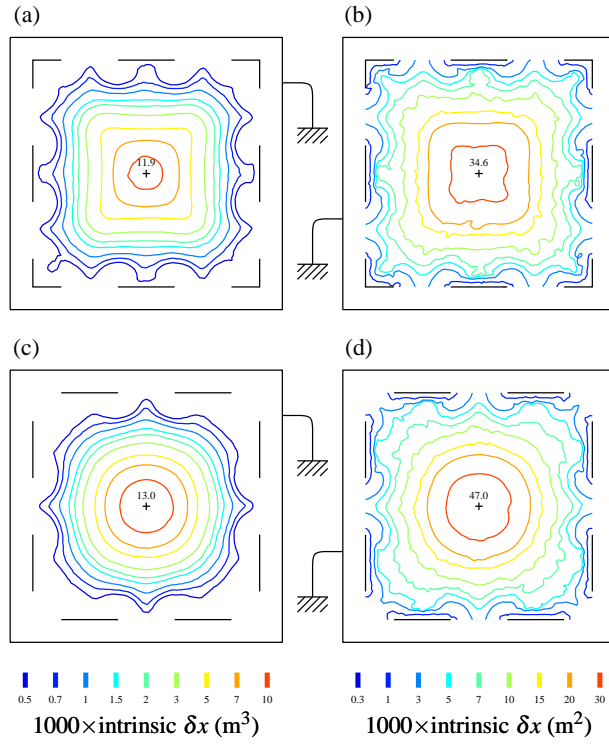 (a) (b)
11.9 34.6
(c) (d)
13.0 47.0
0.5 0.7 1 1.5 2 3 5 7 10 0.3 1 3 5 7 10 15 20 30
1000×intrinsic δx (m³) 1000×intrinsic δx (m²)